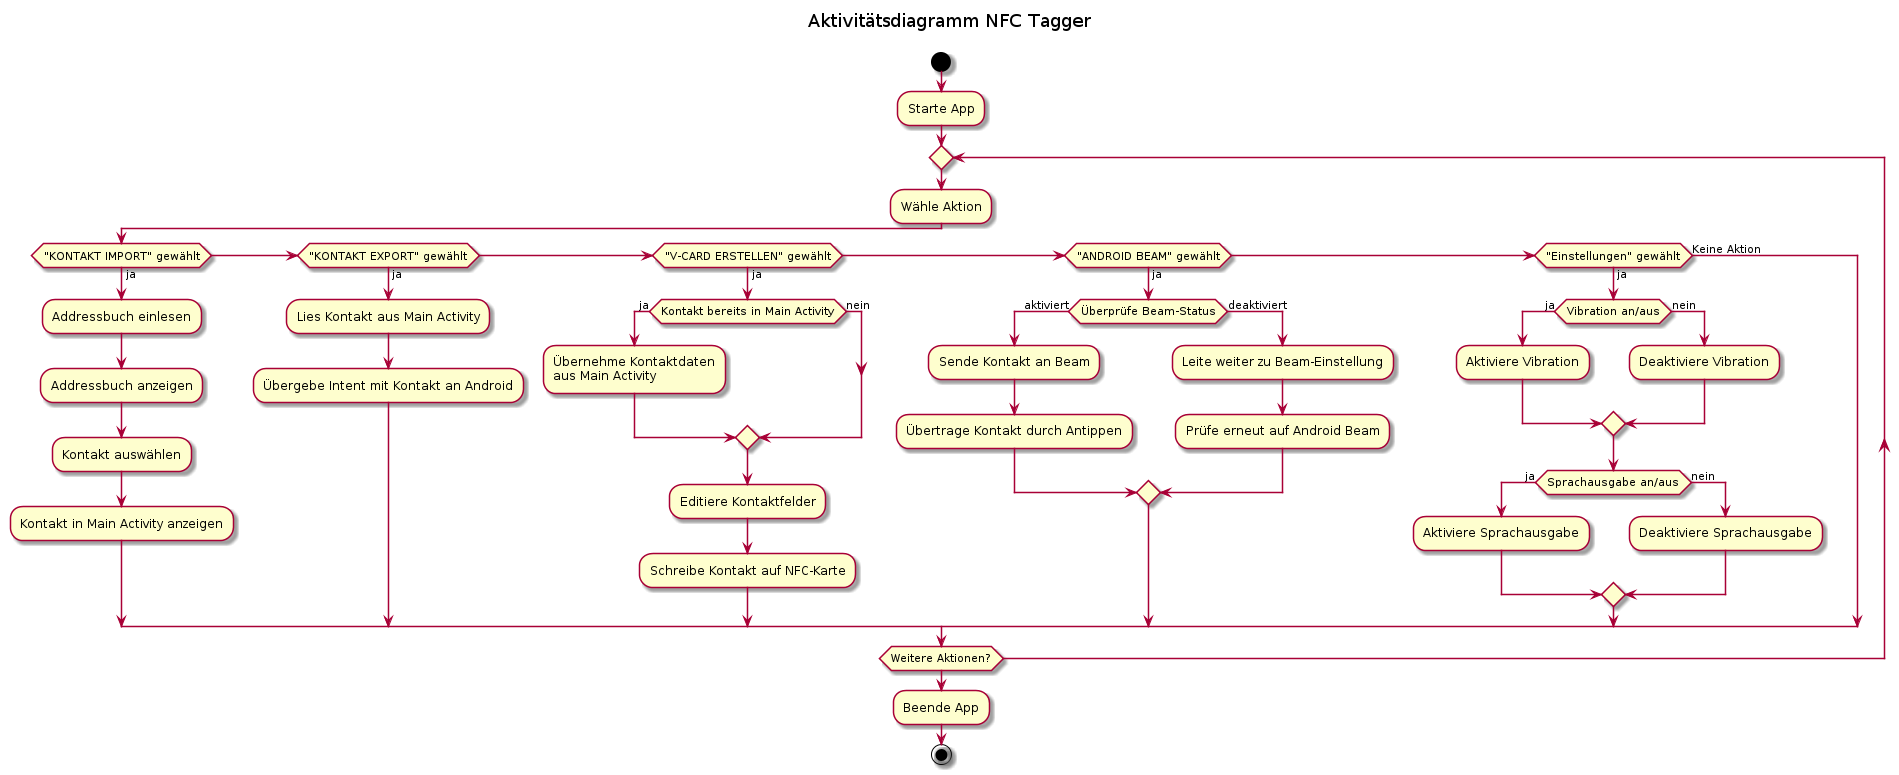 Aktivitätsdiagramm NFC Tagger
Starte App
Wähle Aktion
"KONTAKT IMPORT" gewählt
ja
Addressbuch einlesen
Addressbuch anzeigen
Kontakt auswählen
Kontakt in Main Activity anzeigen
"KONTAKT EXPORT" gewählt
ja
Lies Kontakt aus Main Activity
Übergebe Intent mit Kontakt an Android
"V-CARD ERSTELLEN" gewählt
ja
ja
Kontakt bereits in Main Activity
nein
Übernehme Kontaktdaten
aus Main Activity
Editiere Kontaktfelder
Schreibe Kontakt auf NFC-Karte
"ANDROID BEAM" gewählt
ja
aktiviert
Überprüfe Beam-Status
deaktiviert
Sende Kontakt an Beam
Übertrage Kontakt durch Antippen
Leite weiter zu Beam-Einstellung
Prüfe erneut auf Android Beam
"Einstellungen" gewählt
Keine Aktion
ja
ja
Vibration an/aus
nein
Aktiviere Vibration
Deaktiviere Vibration
ja
Sprachausgabe an/aus
nein
Aktiviere Sprachausgabe
Deaktiviere Sprachausgabe
Weitere Aktionen?
Beende App